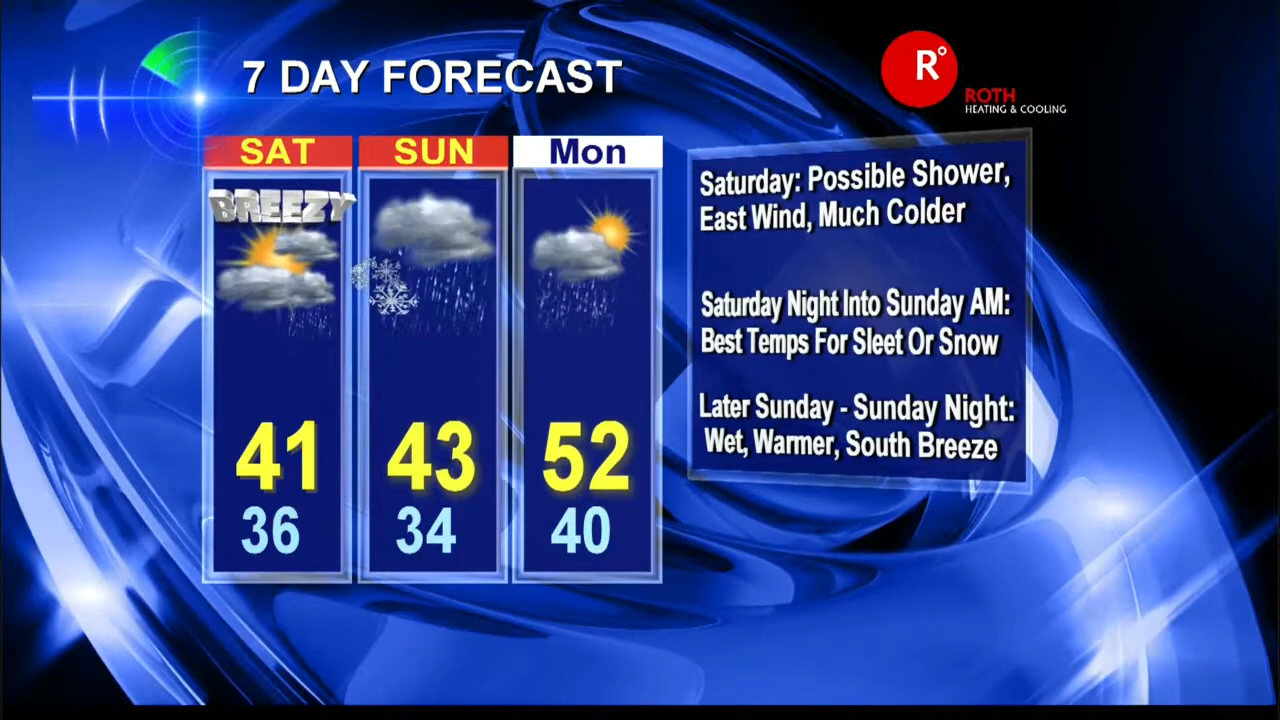 7 DAY FORECAST
R°
ROTH
HEATING & COOLING
SAT
SUN
Mon
BREEZY
41
43
52
36
34
40
Saturday: Possible Shower,
East Wind, Much Colder
Saturday Night Into Sunday AM:
Best Temps For Sleet Or Snow
Later Sunday - Sunday Night:
Wet, Warmer, South Breeze